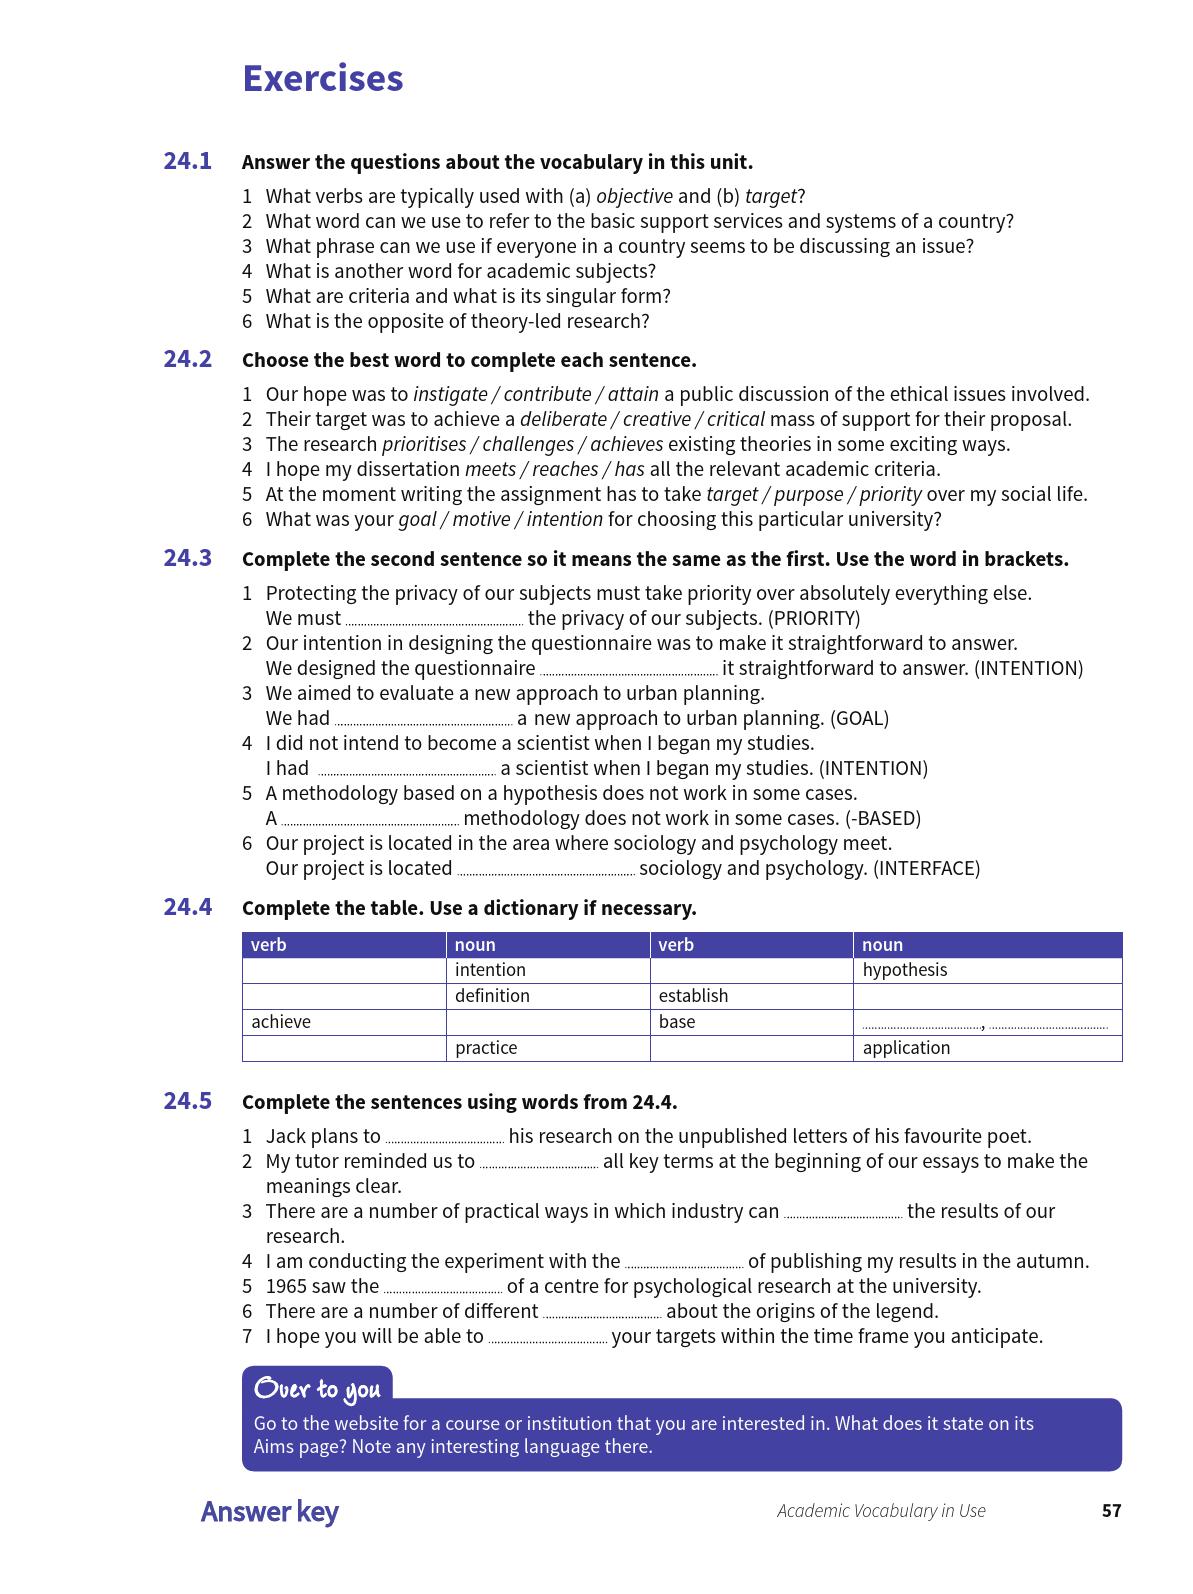 Exercises
24.1 Answer the questions about the vocabulary in this unit.
1 What verbs are typically used with (a) objective and (b) target?
2 What word can we use to refer to the basic support services and systems of a country?
3 What phrase can we use if everyone in a country seems to be discussing an issue?
4 What is another word for academic subjects?
5 What are criteria and what is its singular form?
6 What is the opposite of theory-led research?
24.2 Choose the best word to complete each sentence.
1 Our hope was to instigate / contribute / attain a public discussion of the ethical issues involved.
2 Their target was to achieve a deliberate / creative / critical mass of support for their proposal.
3 The research prioritises / challenges / achieves existing theories in some exciting ways.
4 I hope my dissertation meets / reaches / has all the relevant academic criteria.
5 At the moment writing the assignment has to take target / purpose / priority over my social life.
6 What was your goal / motive / intention for choosing this particular university?
24.3 Complete the second sentence so it means the same as the first. Use the word in brackets.
1 Protecting the privacy of our subjects must take priority over absolutely everything else.
We must ............................................ the privacy of our subjects. (PRIORITY)
2 Our intention in designing the questionnaire was to make it straightforward to answer.
We designed the questionnaire ............................................ it straightforward to answer. (INTENTION)
3 We aimed to evaluate a new approach to urban planning.
We had ............................................ a new approach to urban planning. (GOAL)
4 I did not intend to become a scientist when I began my studies.
I had ............................................ a scientist when I began my studies. (INTENTION)
5 A methodology based on a hypothesis does not work in some cases.
A ............................................ methodology does not work in some cases. (-BASED)
6 Our project is located in the area where sociology and psychology meet.
Our project is located ............................................ sociology and psychology. (INTERFACE)
24.4 Complete the table. Use a dictionary if necessary.
verb noun verb noun
intention hypothesis
definition establish
achieve base ............................., .............................
practice application
24.5 Complete the sentences using words from 24.4.
1 Jack plans to ............................. his research on the unpublished letters of his favourite poet.
2 My tutor reminded us to ............................. all key terms at the beginning of our essays to make the
meanings clear.
3 There are a number of practical ways in which industry can ............................. the results of our
research.
4 I am conducting the experiment with the ............................. of publishing my results in the autumn.
5 1965 saw the ............................. of a centre for psychological research at the university.
6 There are a number of different ............................. about the origins of the legend.
7 I hope you will be able to ............................. your targets within the time frame you anticipate.
Over to you
Go to the website for a course or institution that you are interested in. What does it state on its
Aims page? Note any interesting language there.
Answer key
Academic Vocabulary in Use 57